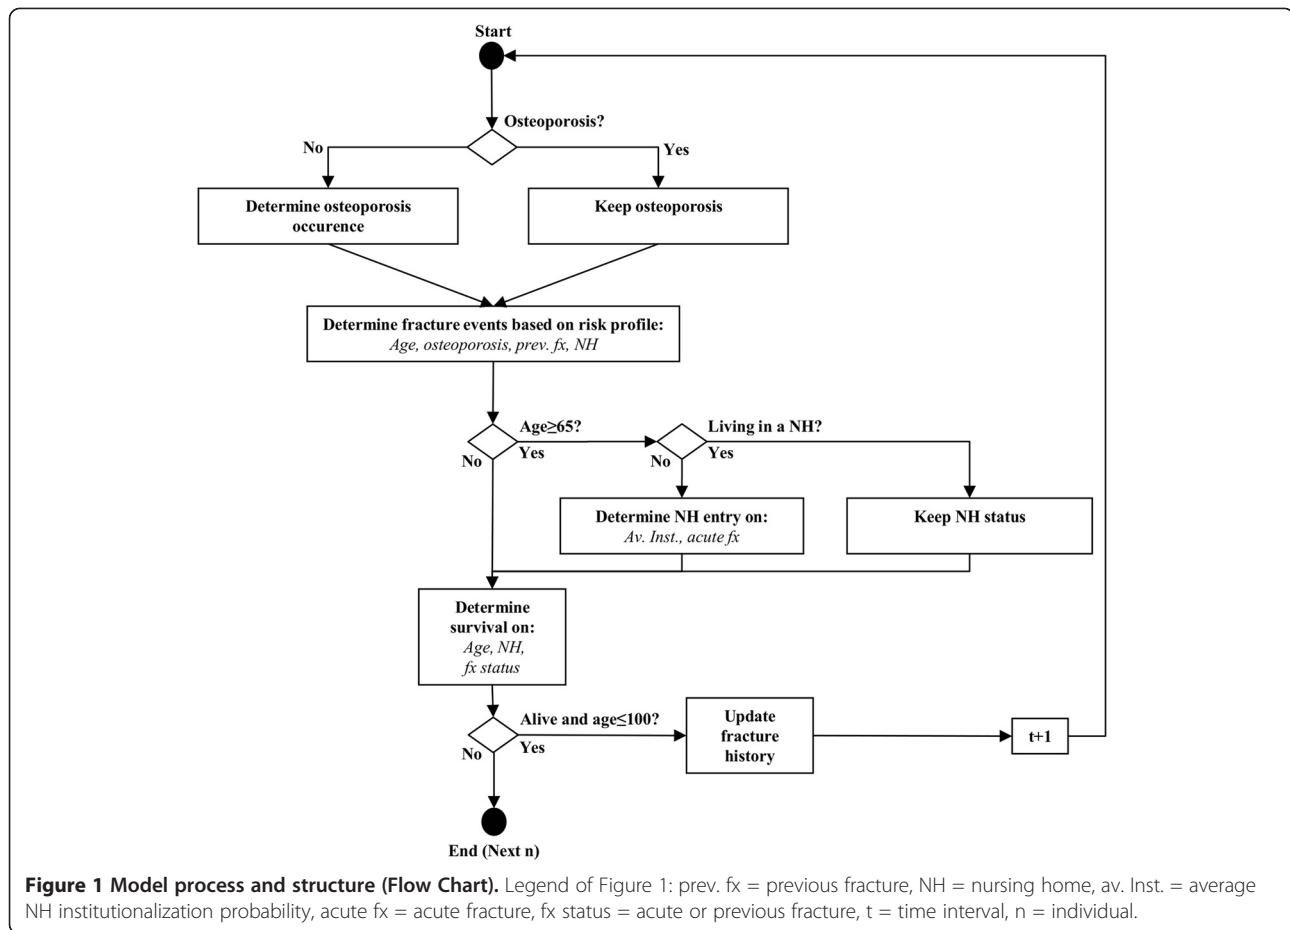 Start
Osteoporosis?
No
Yes
Determine osteoporosis
occurence
Keep osteoporosis
Determine fracture events based on risk profile:
Age, osteoporosis, prev. fx, NH
Age≥65?
No
Yes
Living in a NH?
No
Yes
Determine NH entry on:
Av. Inst., acute fx
Keep NH status
Determine
survival on:
Age, NH,
fx status
Alive and age≤100?
No
Yes
Update
fracture
history
t+1
End (Next n)
Figure 1 Model process and structure (Flow Chart). Legend of Figure 1: prev. fx = previous fracture, NH = nursing home, av. Inst. = average
NH institutionalization probability, acute fx = acute fracture, fx status = acute or previous fracture, t = time interval, n = individual.